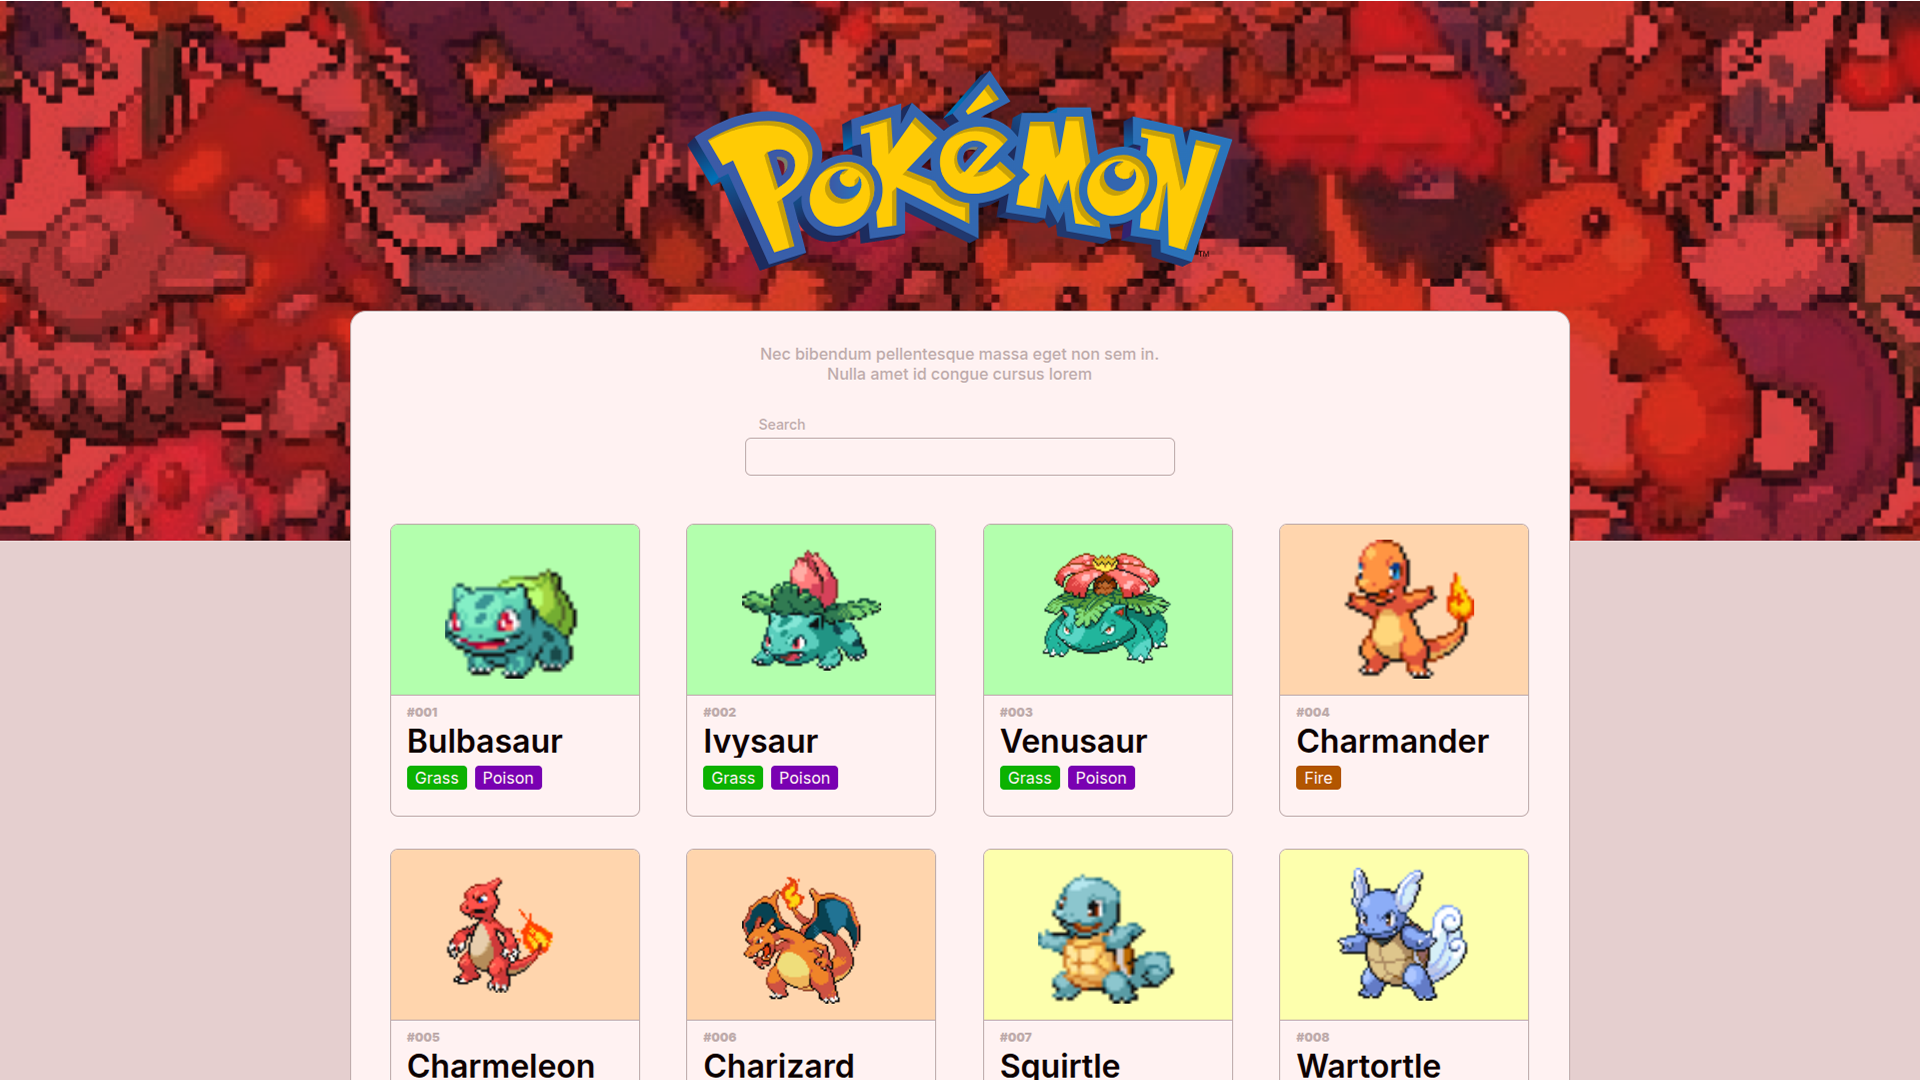 POKéMON
TM
Nec bibendum pellentesque massa eget non sem in.
Nulla amet id congue cursus lorem
Search
#001
Bulbasaur
Grass Poison
#002
Ivysaur
Grass Poison
#003
Venusaur
Grass Poison
#004
Charmander
Fire
#005
Charmeleon
#006
Charizard
#007
Squirtle
#008
Wartortle